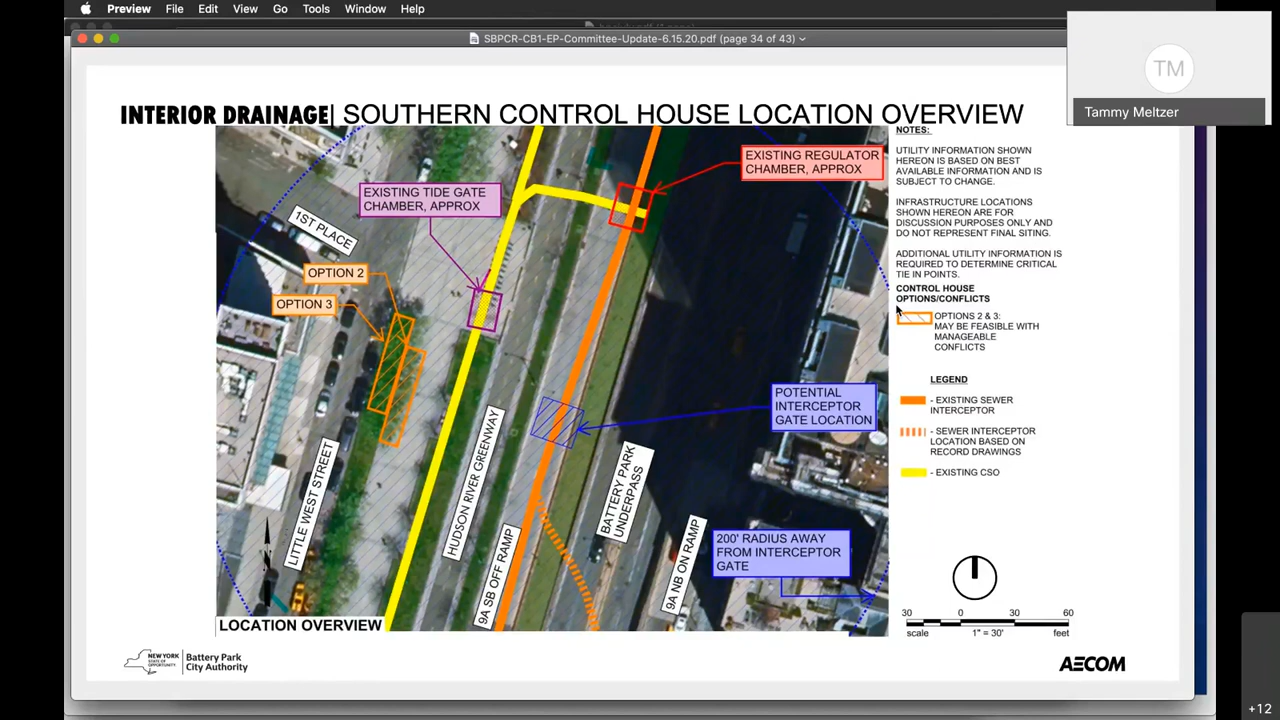 Preview File Edit View Go Tools Window Help
SBPCR-CB1-EP-Committee-Update-6.15.20.pdf (page 34 of 43)
TM
Tammy Meltzer
INTERIOR DRAINAGE| SOUTHERN CONTROL HOUSE LOCATION OVERVIEW
EXISTING TIDE GATE
CHAMBER, APPROX
EXISTING REGULATOR
CHAMBER, APPROX
1ST PLACE
OPTION 2
OPTION 3
POTENTIAL
INTERCEPTOR
GATE LOCATION
LITTLE WEST STREET
HUDSON RIVER GREENWAY
9A SB OFF RAMP
BATTERY PARK
UNDERPASS
9A NB ON RAMP
200' RADIUS AWAY
FROM INTERCEPTOR
GATE
LOCATION OVERVIEW
NOTES:
UTILITY INFORMATION SHOWN
HEREON IS BASED ON BEST
AVAILABLE INFORMATION AND IS
SUBJECT TO CHANGE.
INFRASTRUCTURE LOCATIONS
SHOWN HEREON ARE FOR
DISCUSSION PURPOSES ONLY AND
DO NOT REPRESENT FINAL SITING.
ADDITIONAL UTILITY INFORMATION IS
REQUIRED TO DETERMINE CRITICAL
TIE IN POINTS.
CONTROL HOUSE
OPTIONS/CONFLICTS
OPTIONS 2 & 3:
MAY BE FEASIBLE WITH
MANAGEABLE
CONFLICTS
LEGEND
- EXISTING SEWER
INTERCEPTOR
- SEWER INTERCEPTOR
LOCATION BASED ON
RECORD DRAWINGS
- EXISTING CSO
30 0 30 60
scale 1" = 30' feet
NEW YORK
STATE OF
OPPORTUNITY
Battery Park
City Authority
AECOM
+12